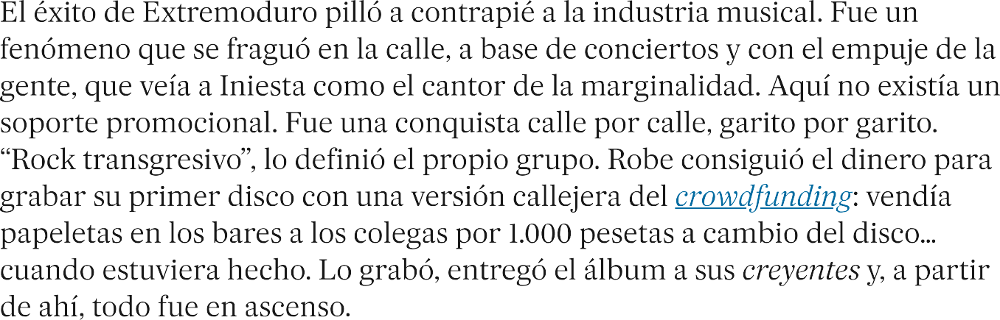 El éxito de Extremoduro pilló a contrapié a la industria musical. Fue un
fenómeno que se fraguó en la calle, a base de conciertos y con el empuje de la
gente, que veía a Iniesta como el cantor de la marginalidad. Aquí no existía un
soporte promocional. Fue una conquista calle por calle, garito por garito.
“Rock transgresivo”, lo definió el propio grupo. Robe consiguió el dinero para
grabar su primer disco con una versión callejera del crowdfunding: vendía
papeletas en los bares a los colegas por 1.000 pesetas a cambio del disco...
cuando estuviera hecho. Lo grabó, entregó el álbum a sus creyentes y, a partir
de ahí, todo fue en ascenso.